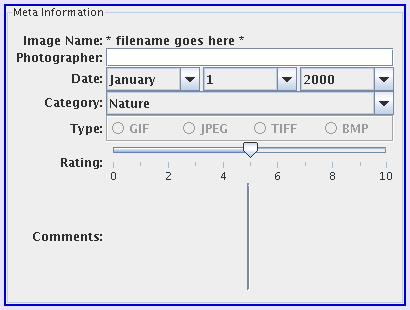 Meta Information
Image Name: * filename goes here *
Photographer:
Date: January 1 2000
Category: Nature
Type: GIF JPEG TIFF BMP
Rating:
0 2 4 6 8 10
Comments: